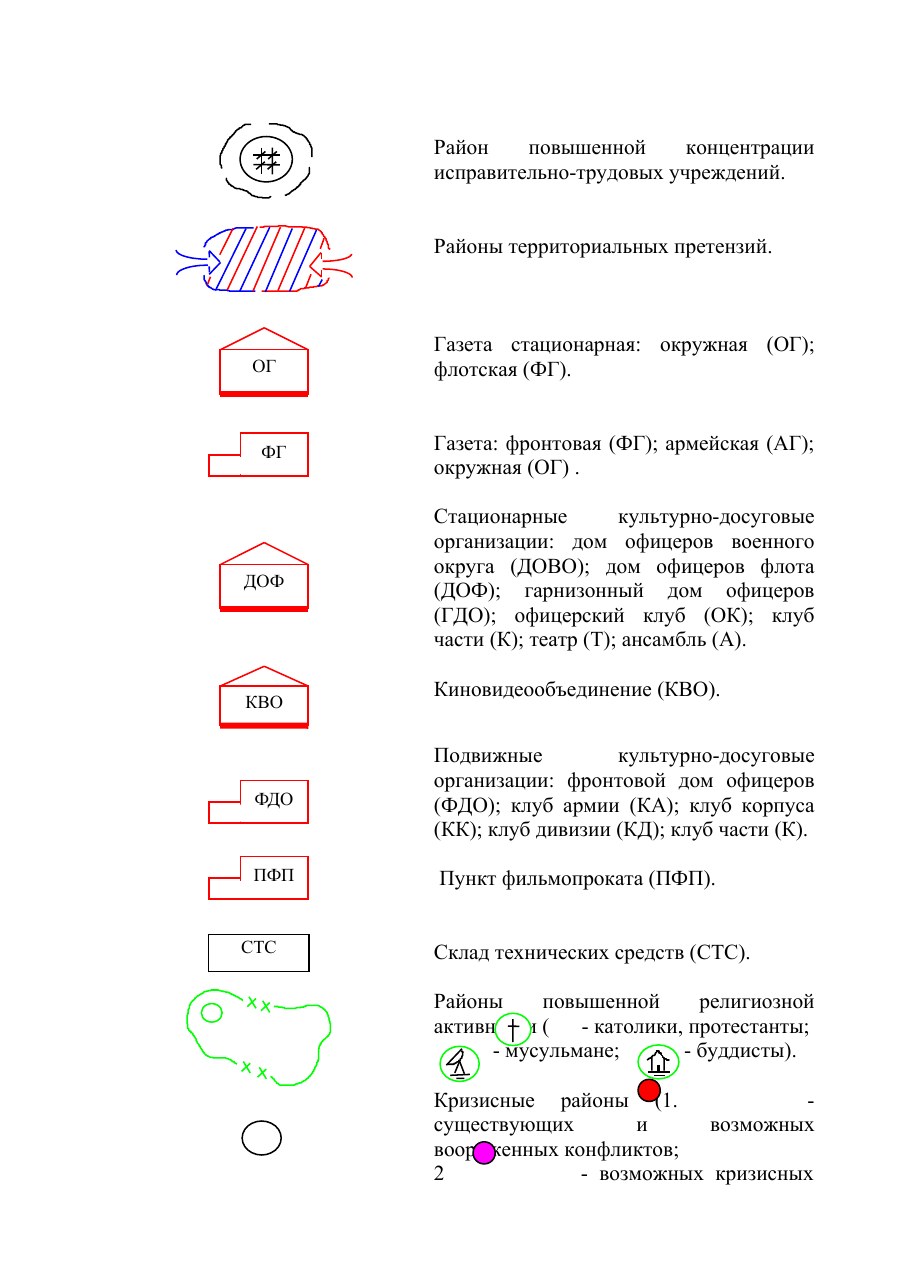 Район повышенной концентрации
исправительно-трудовых учреждений.
Районы территориальных претензий.
ОГ
Газета стационарная: окружная (ОГ);
флотская (ФГ).
ФГ
Газета: фронтовая (ФГ); армейская (АГ);
окружная (ОГ) .
ДОФ
Стационарные культурно-досуговые
организации: дом офицеров военного
округа (ДОВО); дом офицеров флота
(ДОФ); гарнизонный дом офицеров
(ГДО); офицерский клуб (ОК); клуб
части (К); театр (Т); ансамбль (А).
КВО
Киновидеообъединение (КВО).
ФДО
Подвижные культурно-досуговые
организации: фронтовой дом офицеров
(ФДО); клуб армии (КА); клуб корпуса
(КК); клуб дивизии (КД); клуб части (К).
ПФП
Пункт фильмопроката (ПФП).
СТС
Склад технических средств (СТС).
Районы повышенной религиозной
( - католики, протестанты;
- мусульмане; - буддисты).
Кризисные районы (1. -
существующих и возможных
конфликтов;
2 - возможных кризисных